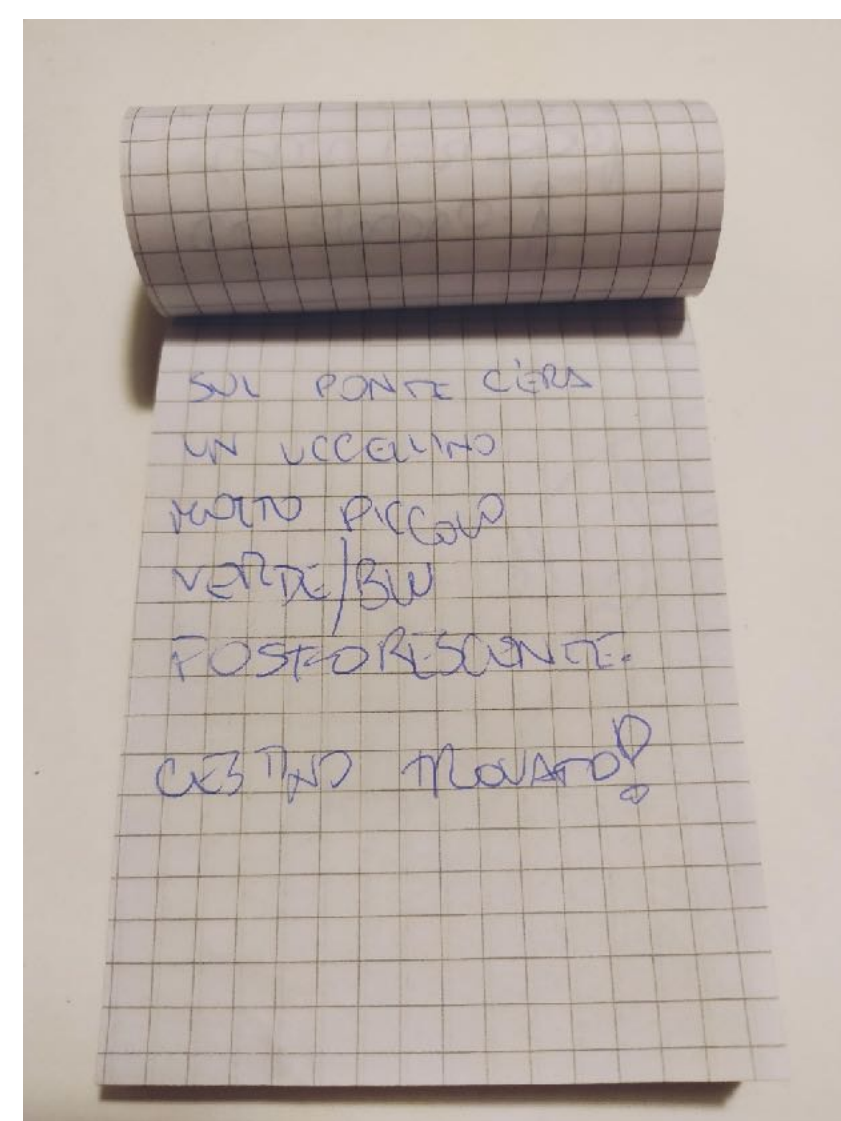 SUL PONTE C'ERA
UN UCCELLINO
MOLTO PICCOLO
VERDE/BLU
FOSFORESCENTE.
CESTINO TROVATO!